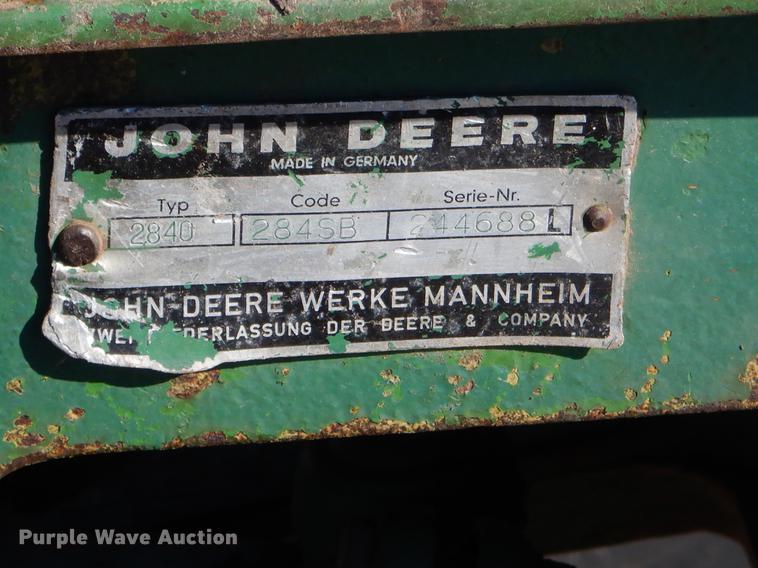 JOHN DEERE
MADE IN GERMANY
Typ Code Serie-Nr.
2840 284SB 244688 L
JOHN DEERE WERKE MANNHEIM
DER DEERE & COMPANY
Purple Wave Auction